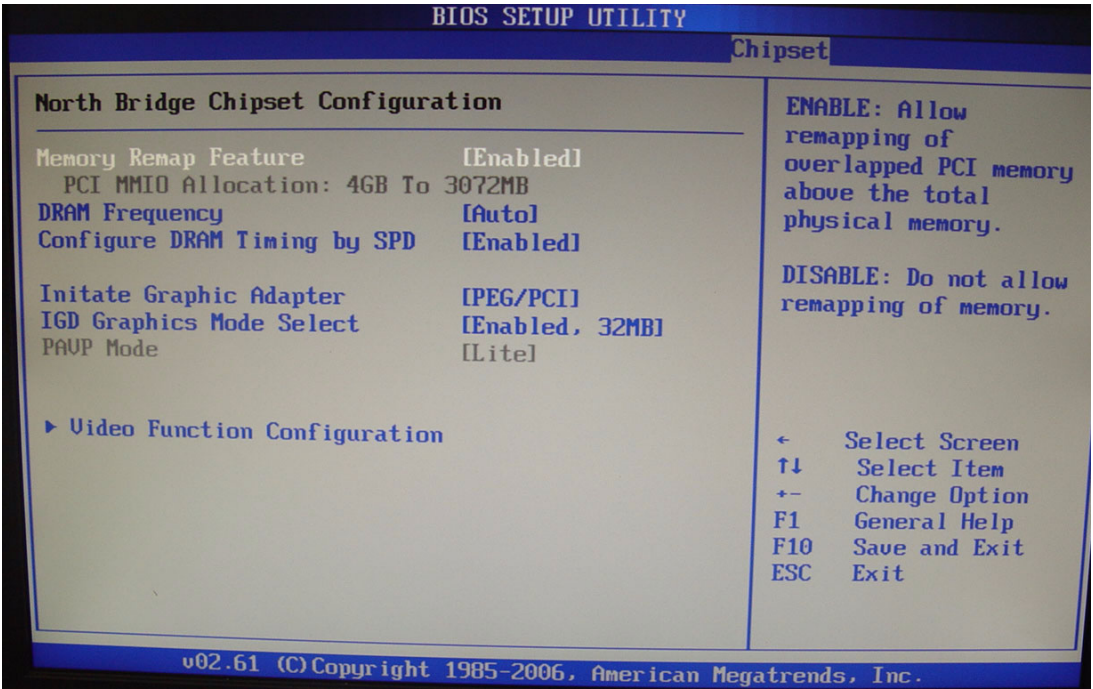 BIOS SETUP UTILITY
Chipset
North Bridge Chipset Configuration
Memory Remap Feature [Enabled]
PCI MMIO Allocation: 4GB To 3072MB
DRAM Frequency [Auto]
Configure DRAM Timing by SPD [Enabled]
Initate Graphic Adapter [PEG/PCI]
IGD Graphics Mode Select [Enabled, 32MB]
PAVP Mode [Lite]
▶ Video Function Configuration
ENABLE: Allow
remapping of
overlapped PCI memory
above the total
physical memory.
DISABLE: Do not allow
remapping of memory.
← Select Screen
↑↓ Select Item
+- Change Option
F1 General Help
F10 Save and Exit
ESC Exit
v02.61 (C)Copyright 1985-2006, American Megatrends, Inc.